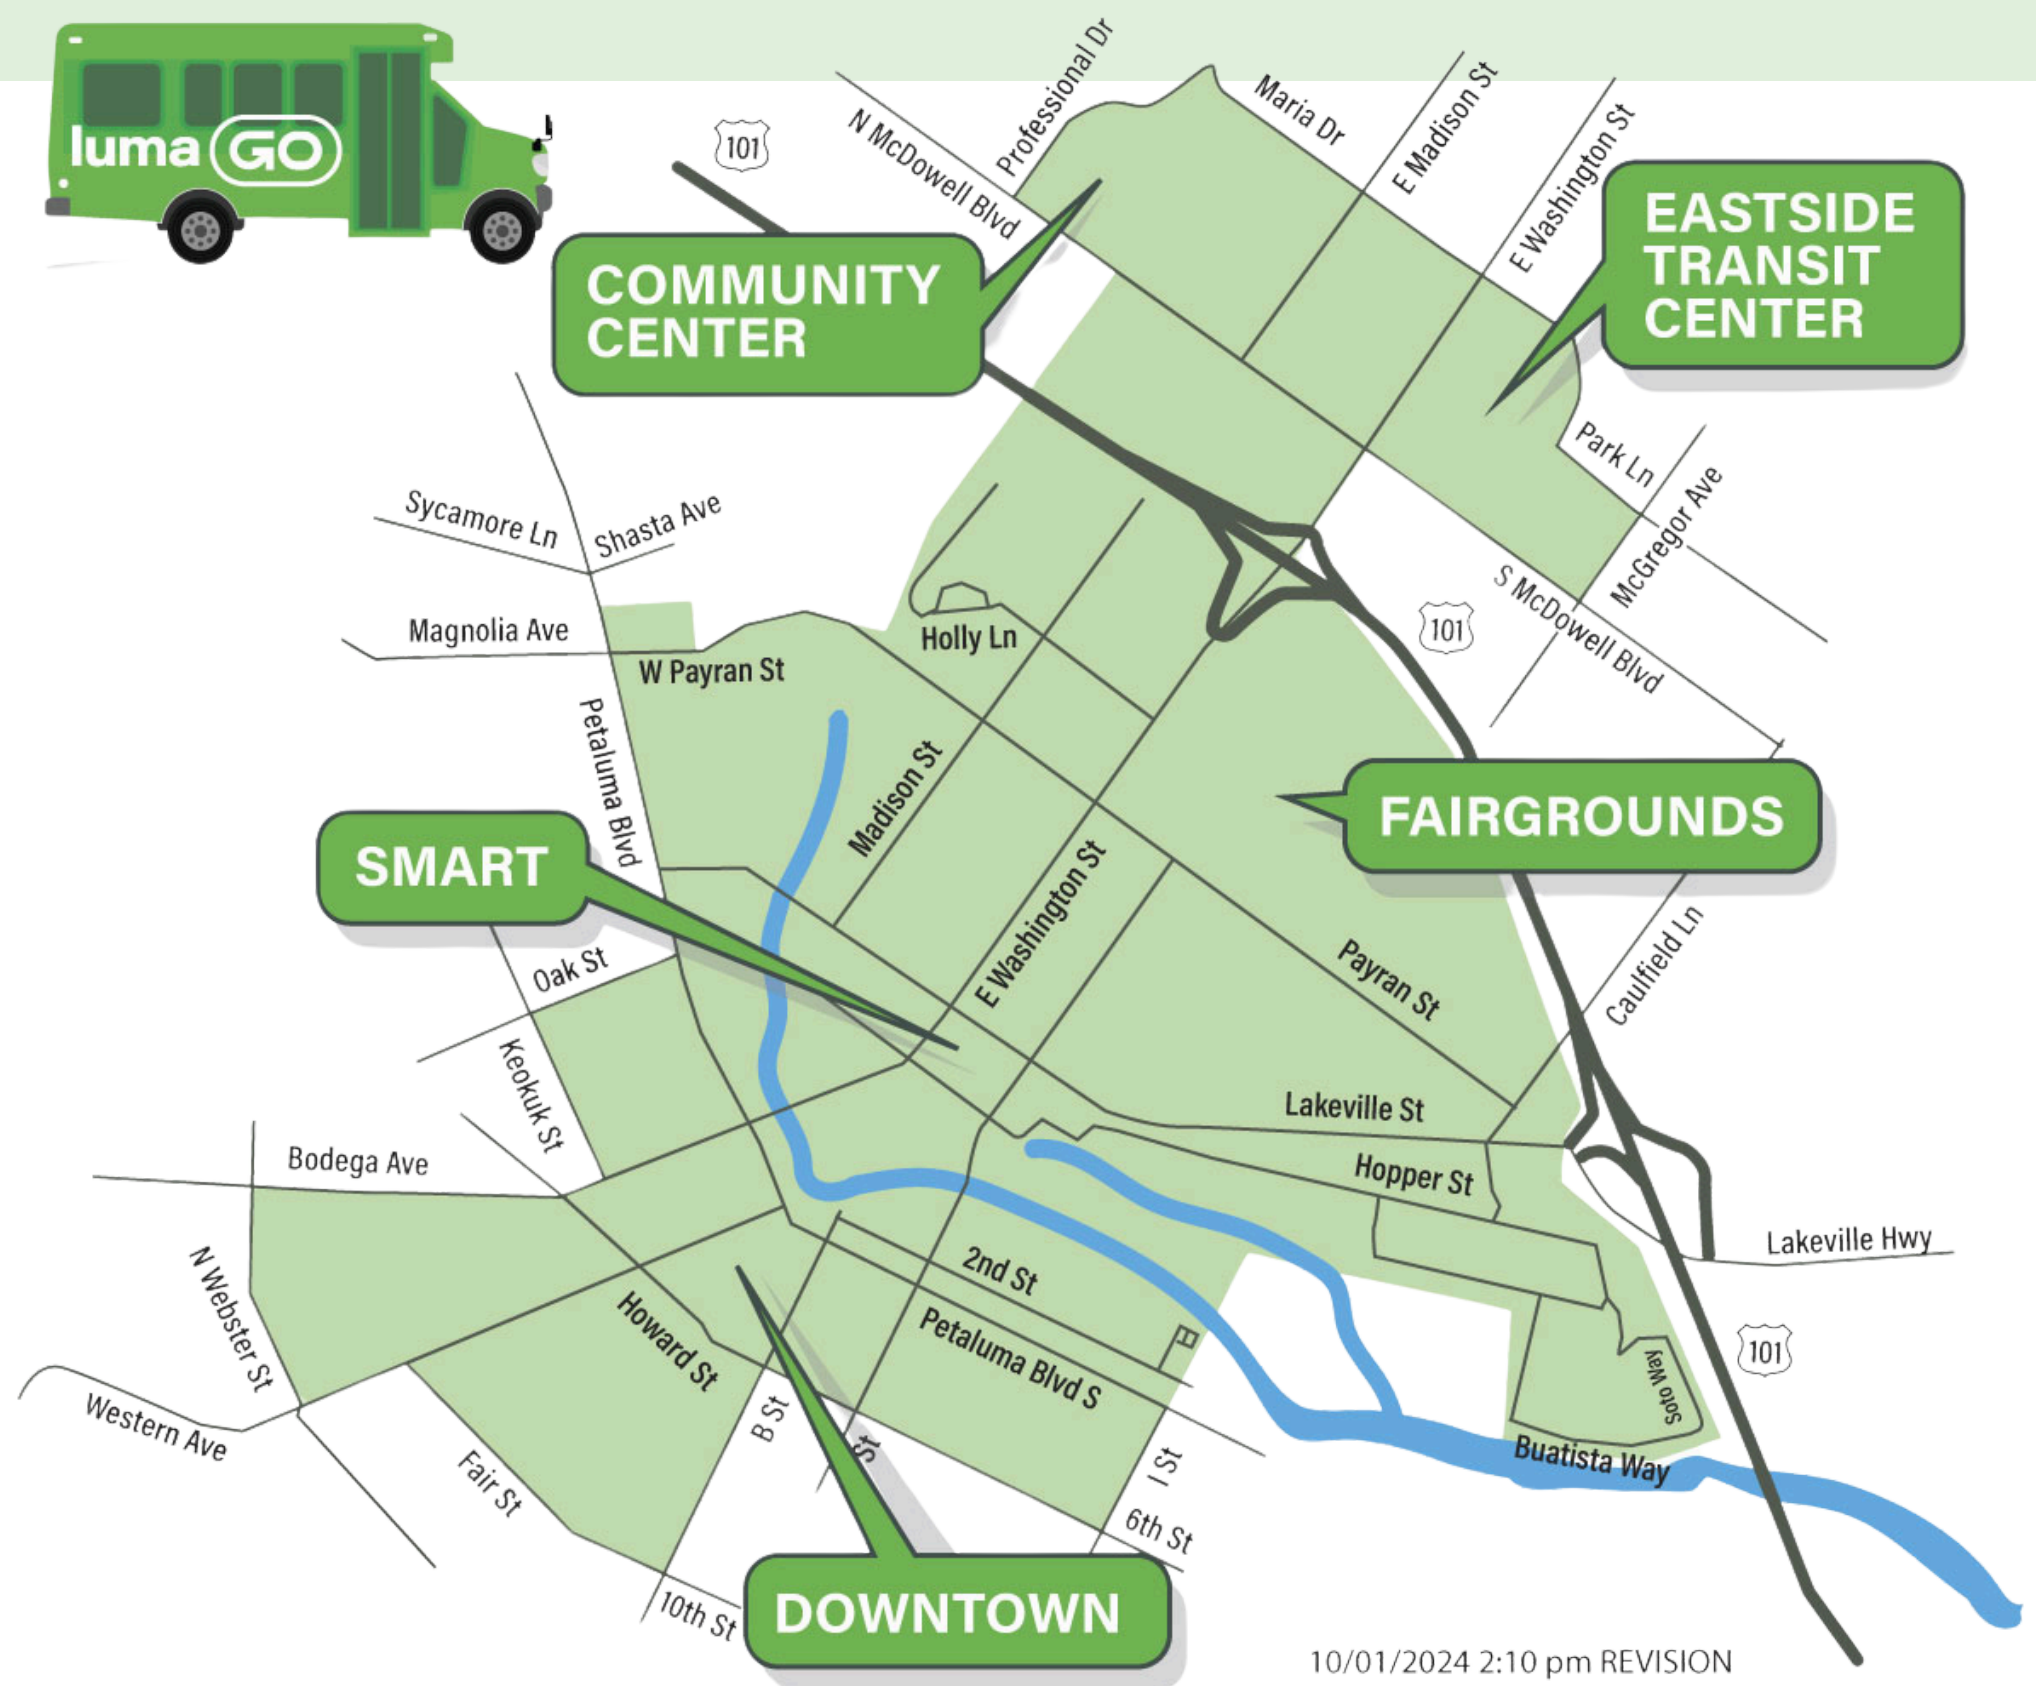 luma GO
101
Professional Dr
N McDowell Blvd
Maria Dr
E Madison St
E Washington St
EASTSIDE
TRANSIT
CENTER
COMMUNITY
CENTER
Park Ln
McGregor Ave
Sycamore Ln
Shasta Ave
S McDowell Blvd
101
Magnolia Ave
W Payran St
Holly Ln
Petaluma Blvd
Madison St
FAIRGROUNDS
SMART
E Washington St
Payran St
Caulfield Ln
Oak St
Keokuk St
Lakeville St
Bodega Ave
Hopper St
Lakeville Hwy
N Webster St
2nd St
Howard St
Petaluma Blvd S
101
Soto Way
Western Ave
B St
St
I St
Buatista Way
Fair St
6th St
10th St
DOWNTOWN
10/01/2024 2:10 pm REVISION